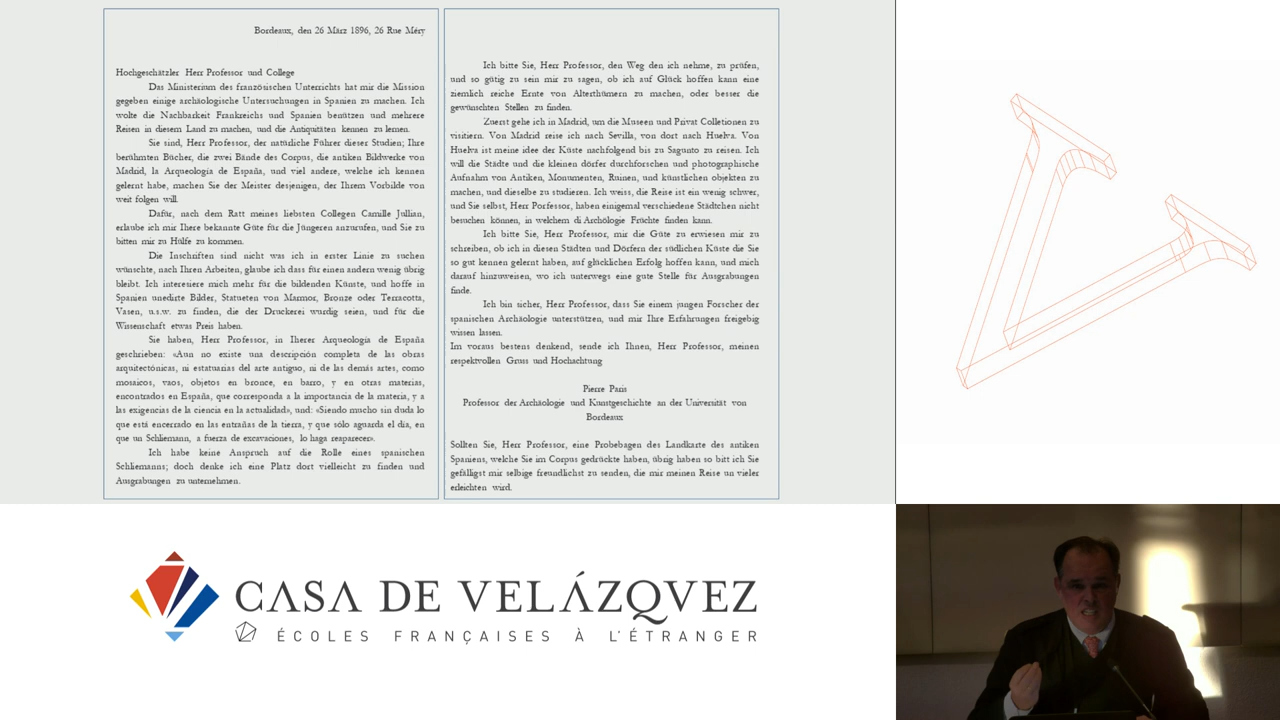 Bordeaux, den 26 März 1896, 26 Rue Méry
Hochgeschätzler Herr Professor und College
Das Ministerium des französischen Unterrichts hat mir die Mission
gegeben einige archäologische Untersuchungen in Spanien zu machen. Ich
wolte die Nachbarkeit Frankreichs und Spanien benützen und mehrere
Reisen in diesem Land zu machen, und die Antiquitäten kennen zu lernen.
Sie sind, Herr Professor, der natürliche Führer dieser Studien; Ihre
berühmten Bücher, die zwei Bände des Corpus, die antiken Bildwerke von
Madrid, la Arqueología de España, und viel andere, welche ich kennen
gelernt habe, machen Sie der Meister desjenigen, der Ihrem Vorbilde von
weit folgen will.
Dafür, nach dem Ratt meines liebsten Collegen Camille Jullian,
erlaube ich mir Ihere bekannte Güte für die Jüngeren anzurufen, und Sie zu
bitten mir zu Hülfe zu kommen.
Die Inschriften sind nicht was ich in erster Linie zu suchen
wünschte, nach Ihren Arbeiten, glaube ich dass für einen andern wenig übrig
bleibt. Ich interesiere mich mehr für die bildenden Künste, und hoffe in
Spanien unedirte Bilder, Statueten von Marmor, Bronze oder Terracotta,
Vasen, u.s.w. zu finden, die der Druckerei wurdig seien, und für die
Wissenschaft etwas Preis haben.
Sie haben, Herr Professor, in Iherer Arqueología de España
geschrieben: «Aun no existe una descripción completa de las obras
arquitectónicas, ni estatuarias del arte antiguo, ni de las demás artes, como
mosaicos, vaos, objetos en bronce, en barro, y en otras materias,
encontrados en España, que corresponda a la importancia de la materia, y a
las exigencias de la ciencia en la actualidad», und: «Siendo mucho sin duda lo
que está encerrado en las entrañas de la tierra, y que sólo aguarda el día, en
que un Schliemann, a fuerza de excavaciones, lo haga reaparecer».
Ich habe keine Anspruch auf die Rolle eines spanischen
Schliemanns; doch denke ich eine Platz dort vielleicht zu finden und
Ausgrabungen zu unternehmen.
Ich bitte Sie, Herr Professor, den Weg den ich nehme, zu prüfen,
und so gütig zu sein mir zu sagen, ob ich auf Glück hoffen kann eine
ziemlich reiche Ernte von Alterthümern zu machen, oder besser die
gewünschten Stellen zu finden.
Zuerst gehe ich in Madrid, um die Museen und Privat Colletionen zu
visitiern. Von Madrid reise ich nach Sevilla, von dort nach Huelva. Von
Huelva ist meine idee der Küste nachfolgend bis zu Sagunto zu reisen. Ich
will die Städte und die kleinen dörfer durchforschen und photographische
Aufnahm von Antiken, Monumenten, Ruinen, und künstlichen objekten zu
machen, und dieselbe zu studieren. Ich weiss, die Reise ist ein wenig schwer,
und Sie selbst, Herr Porfessor, haben einigemal verschiedene Städtchen nicht
besuchen können, in welchem di Archölogie Früchte finden kann.
Ich bitte Sie, Herr Professor, mir die Güte zu erwiesen mir zu
schreiben, ob ich in diesen Städten und Dörfern der südlichen Küste die Sie
so gut kennen gelernt haben, auf glücklichen Erfolg hoffen kann, und mich
darauf hinzuweisen, wo ich unterwegs eine gute Stelle für Ausgrabungen
finde.
Ich bin sicher, Herr Professor, dass Sie einem jungen Forscher der
spanischen Archäologie unterstützen, und mir Ihre Erfahrungen freigebig
wissen lassen.
Im voraus bestens denkend, sende ich Ihnen, Herr Professor, meinen
respektvollen Gruss und Hochachtung
Pierre Paris
Professor der Archäologie und Kunstgeschichte an der Universität von
Bordeaux
Sollten Sie, Herr Professor, eine Probebagen des Landkarte des antiken
Spaniens, welche Sie im Corpus gedrückte haben, übrig haben so bitt ich Sie
gefälligst mir selbige freundlichst zu senden, die mir meinen Reise un vieler
erleichten wird.
CASA DE VELÁZQVEZ
ÉCOLES FRANÇAISES À L'ÉTRANGER